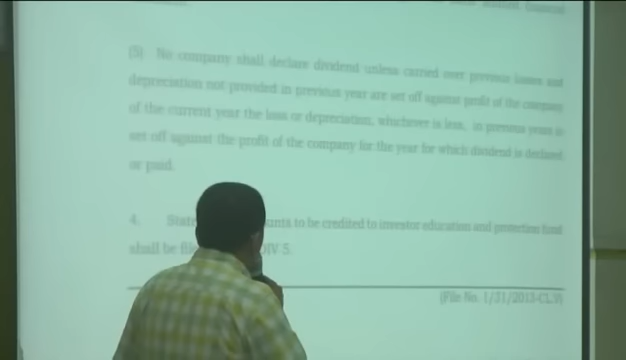 (5) No company shall declare dividend unless carried over previous losses and
depreciation not provided in previous year are set off against profit of the company
of the current year the loss or depreciation, whichever is less, in previous years is
set off against the profit of the company for the year for which dividend is declared
or paid.
4. State unts to be credited to investor education and protection fund
shall be file DIV 5.
(File No. 1/31/2013-CL.V)